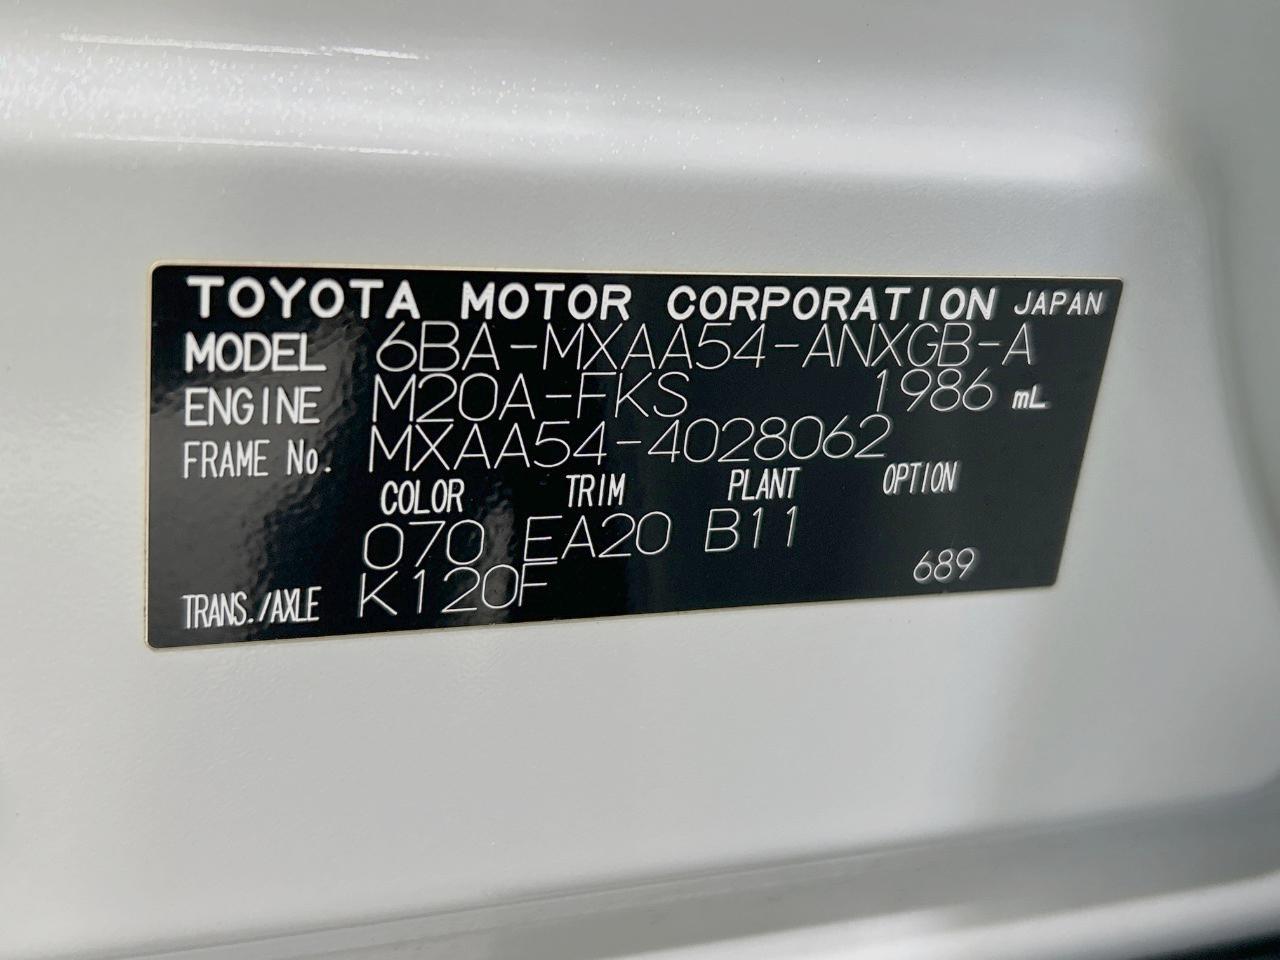 TOYOTA MOTOR CORPORATION JAPAN
MODEL 6BA-MXAA54-ANXGB-A
ENGINE M20A-FKS 1986 mL
FRAME No. MXAA54-4028062
COLOR TRIM PLANT OPTION
070 EA20 B11
TRANS./AXLE K120F 689